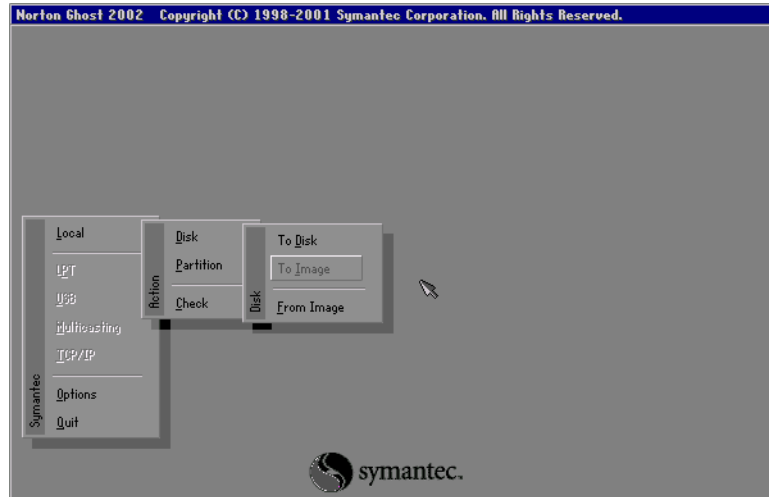 Norton Ghost 2002 Copyright (C) 1998-2001 Symantec Corporation. All Rights Reserved.
Symantec
Local
LPT
USB
Multicasting
TCP/IP
Options
Quit
Action
Disk
Partition
Check
Disk
To Disk
To Image
From Image
symantec.